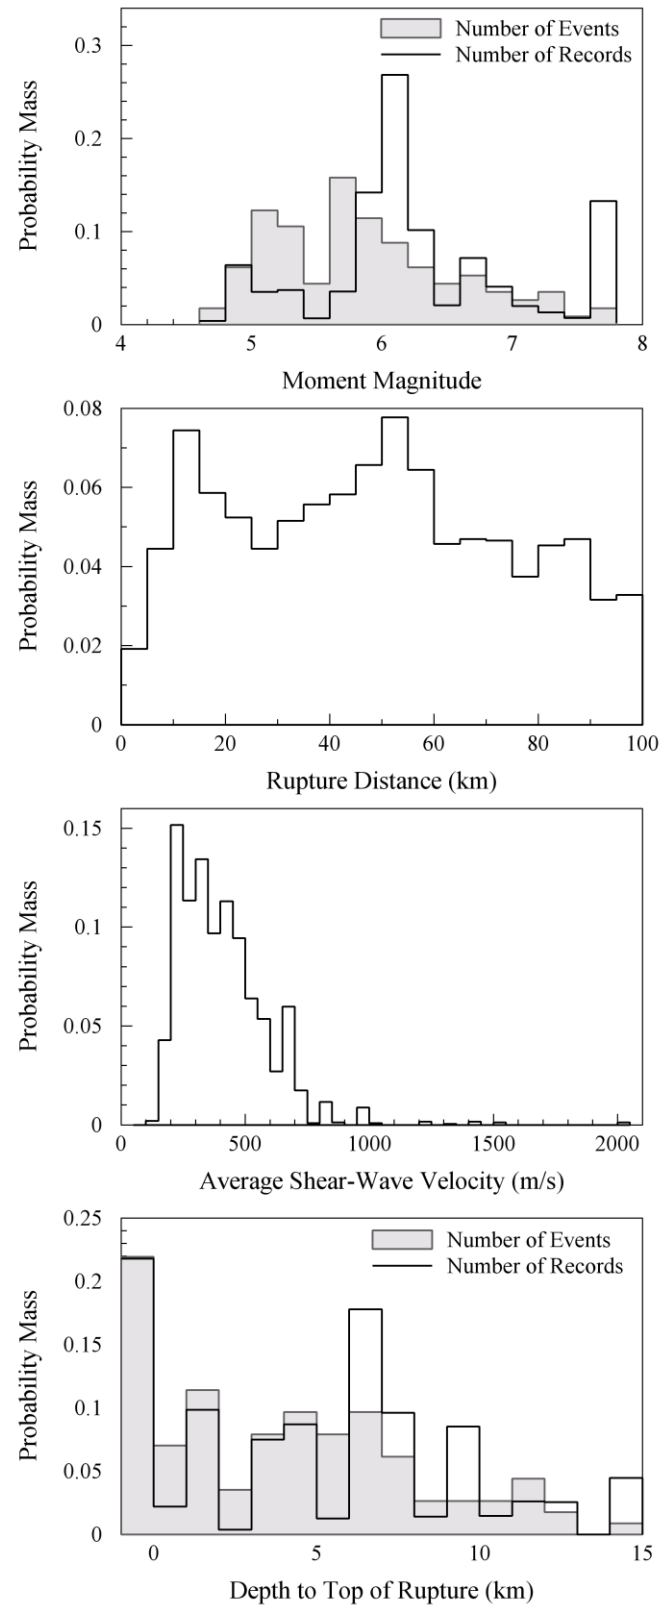 Number of Events
Number of Records
0.3
0.2
0.1
0
Probability Mass
4 5 6 7 8
Moment Magnitude
0.08
0.06
0.04
0.02
0
Probability Mass
0 20 40 60 80 100
Rupture Distance (km)
0.15
0.1
0.05
0
Probability Mass
0 500 1000 1500 2000
Average Shear-Wave Velocity (m/s)
Number of Events
Number of Records
0.25
0.2
0.15
0.1
0.05
0
Probability Mass
0 5 10 15
Depth to Top of Rupture (km)